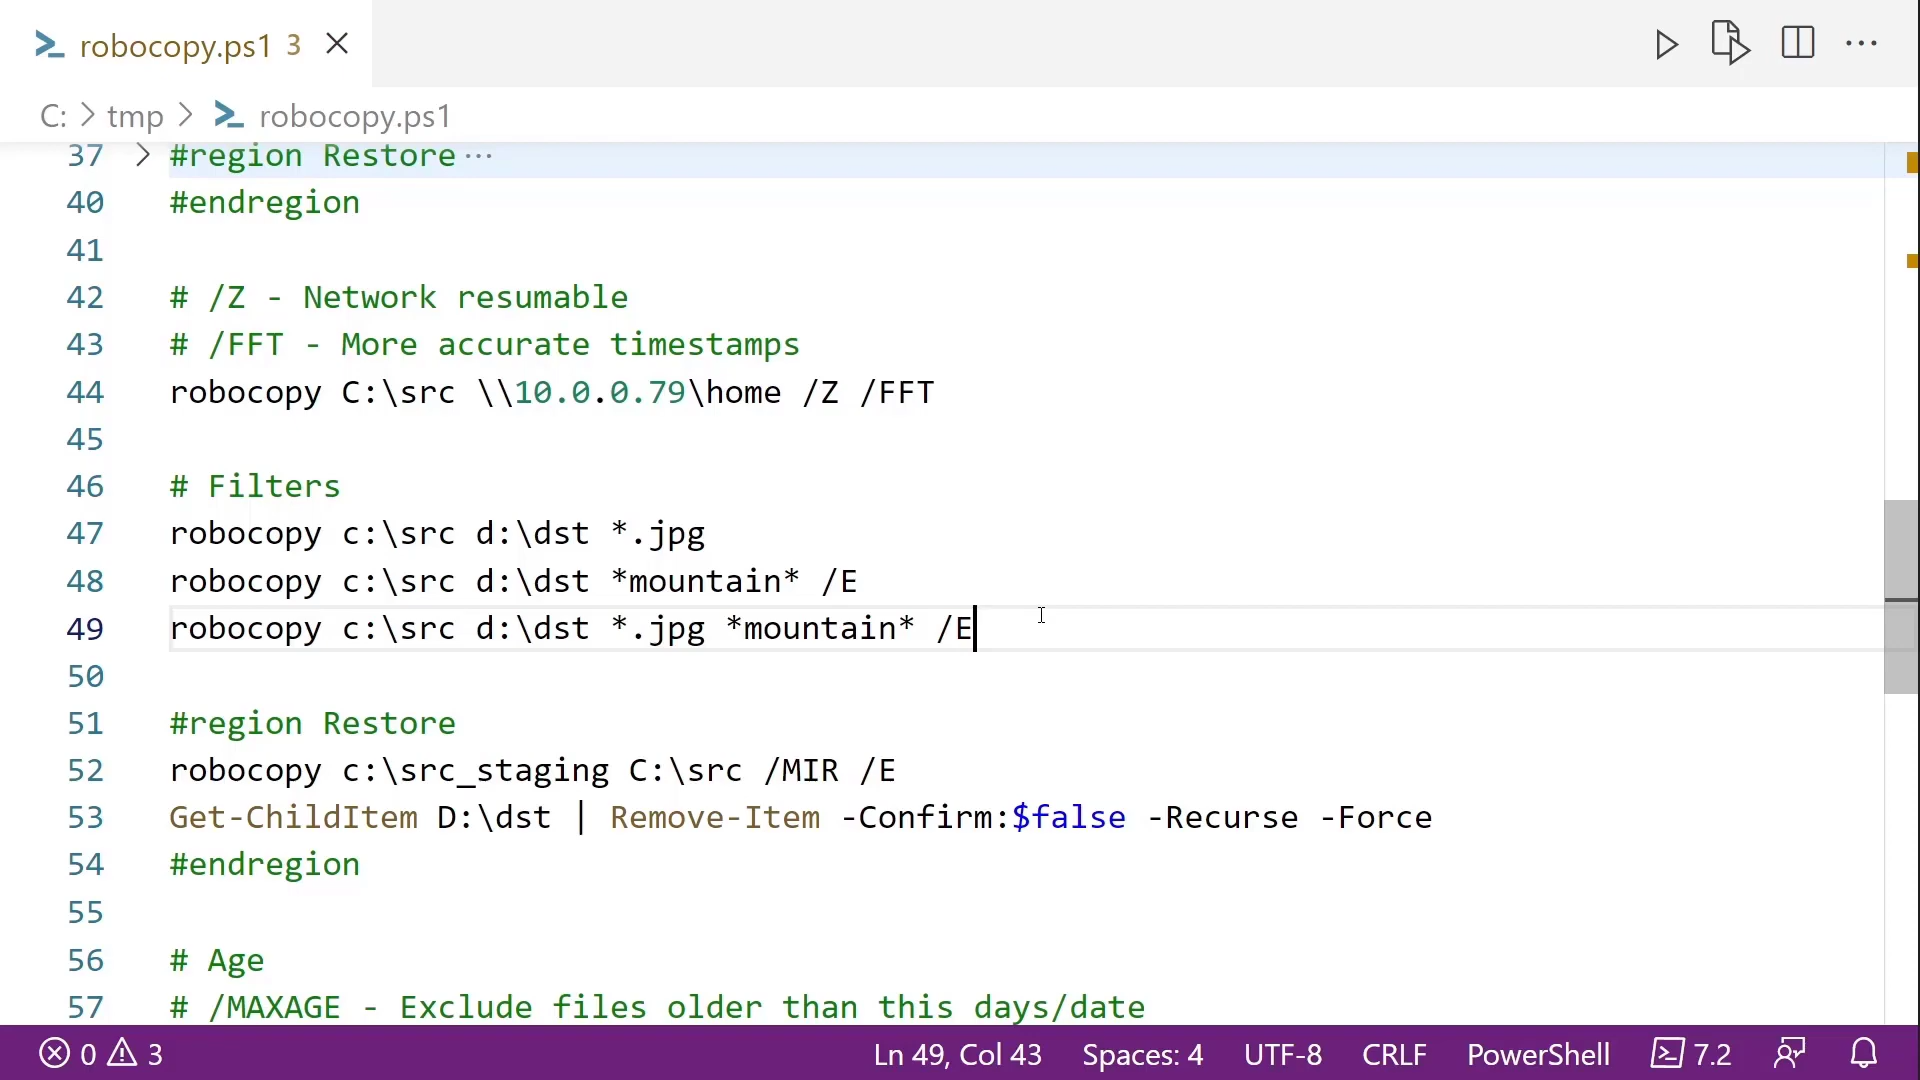 robocopy.ps1 3
C: > tmp > robocopy.ps1
37 > #region Restore ···
40 #endregion
41
42 # /Z - Network resumable
43 # /FFT - More accurate timestamps
44 robocopy C:\src \\10.0.0.79\home /Z /FFT
45
46 # Filters
47 robocopy c:\src d:\dst *.jpg
48 robocopy c:\src d:\dst *mountain* /E
49 robocopy c:\src d:\dst *.jpg *mountain* /E
50
51 #region Restore
52 robocopy c:\src_staging C:\src /MIR /E
53 Get-ChildItem D:\dst | Remove-Item -Confirm:$false -Recurse -Force
54 #endregion
55
56 # Age
57 # /MAXAGE - Exclude files older than this days/date
0 3 Ln 49, Col 43 Spaces: 4 UTF-8 CRLF PowerShell 7.2